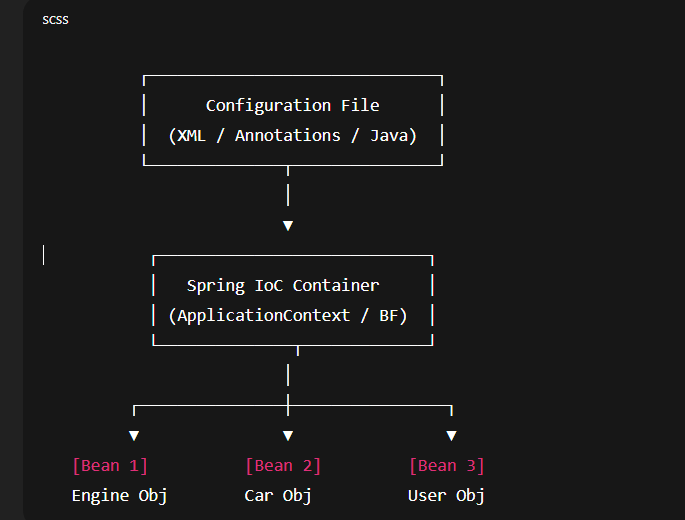 scss
Configuration File
(XML / Annotations / Java)
Spring IoC Container
(ApplicationContext / BF)
[Bean 1] [Bean 2] [Bean 3]
Engine Obj Car Obj User Obj